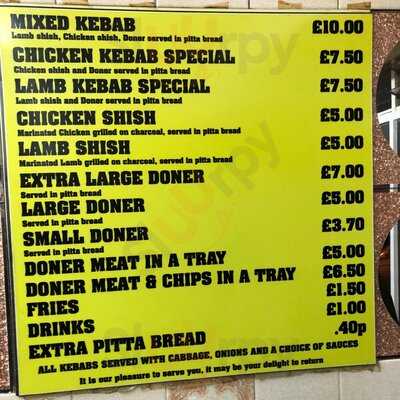 MIXED KEBAB £10.00
Lamb shish, Chicken shish, Doner served in pitta bread
CHICKEN KEBAB SPECIAL £7.50
Chicken shish and Doner served in pitta bread
LAMB KEBAB SPECIAL £7.50
Lamb shish and Doner served in pitta bread
CHICKEN SHISH £5.00
Marinated Chicken grilled on charcoal, served in pitta bread
LAMB SHISH £5.00
Marinated Lamb grilled on charcoal, served in pitta bread
EXTRA LARGE DONER £7.00
Served in pitta bread
LARGE DONER £5.00
Served in pitta bread
SMALL DONER £3.70
Served in pitta bread
DONER MEAT IN A TRAY £5.00
DONER MEAT & CHIPS IN A TRAY £6.50
FRIES £1.50
DRINKS £1.00
EXTRA PITTA BREAD .40p
ALL KEBABS SERVED WITH CABBAGE, ONIONS AND A CHOICE OF SAUCES
It is our pleasure to serve you, it may be your delight to return